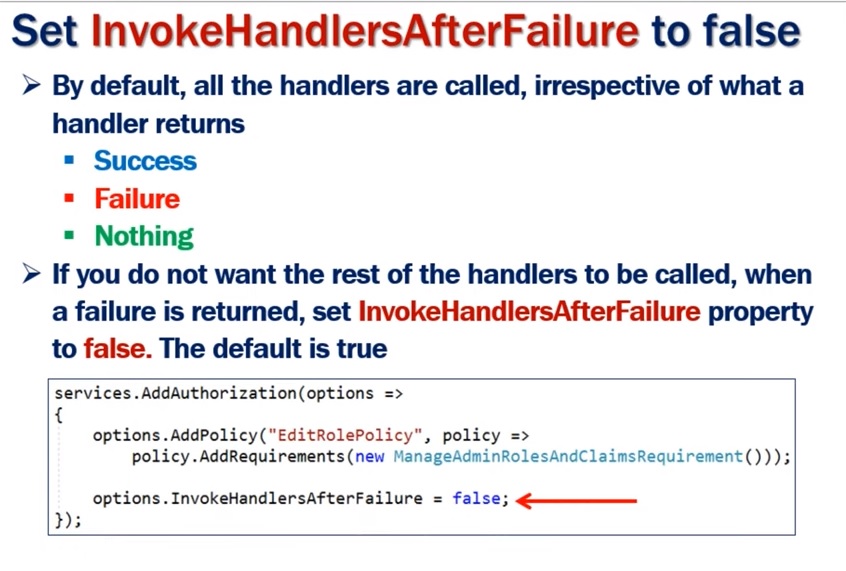 Set InvokeHandlersAfterFailure to false
By default, all the handlers are called, irrespective of what a
handler returns
Success
Failure
Nothing
If you do not want the rest of the handlers to be called, when
a failure is returned, set InvokeHandlersAfterFailure property
to false. The default is true
services.AddAuthorization(options =>
{
options.AddPolicy("EditRolePolicy", policy =>
policy.AddRequirements(new ManageAdminRolesAndClaimsRequirement()));
options.InvokeHandlersAfterFailure = false;
});